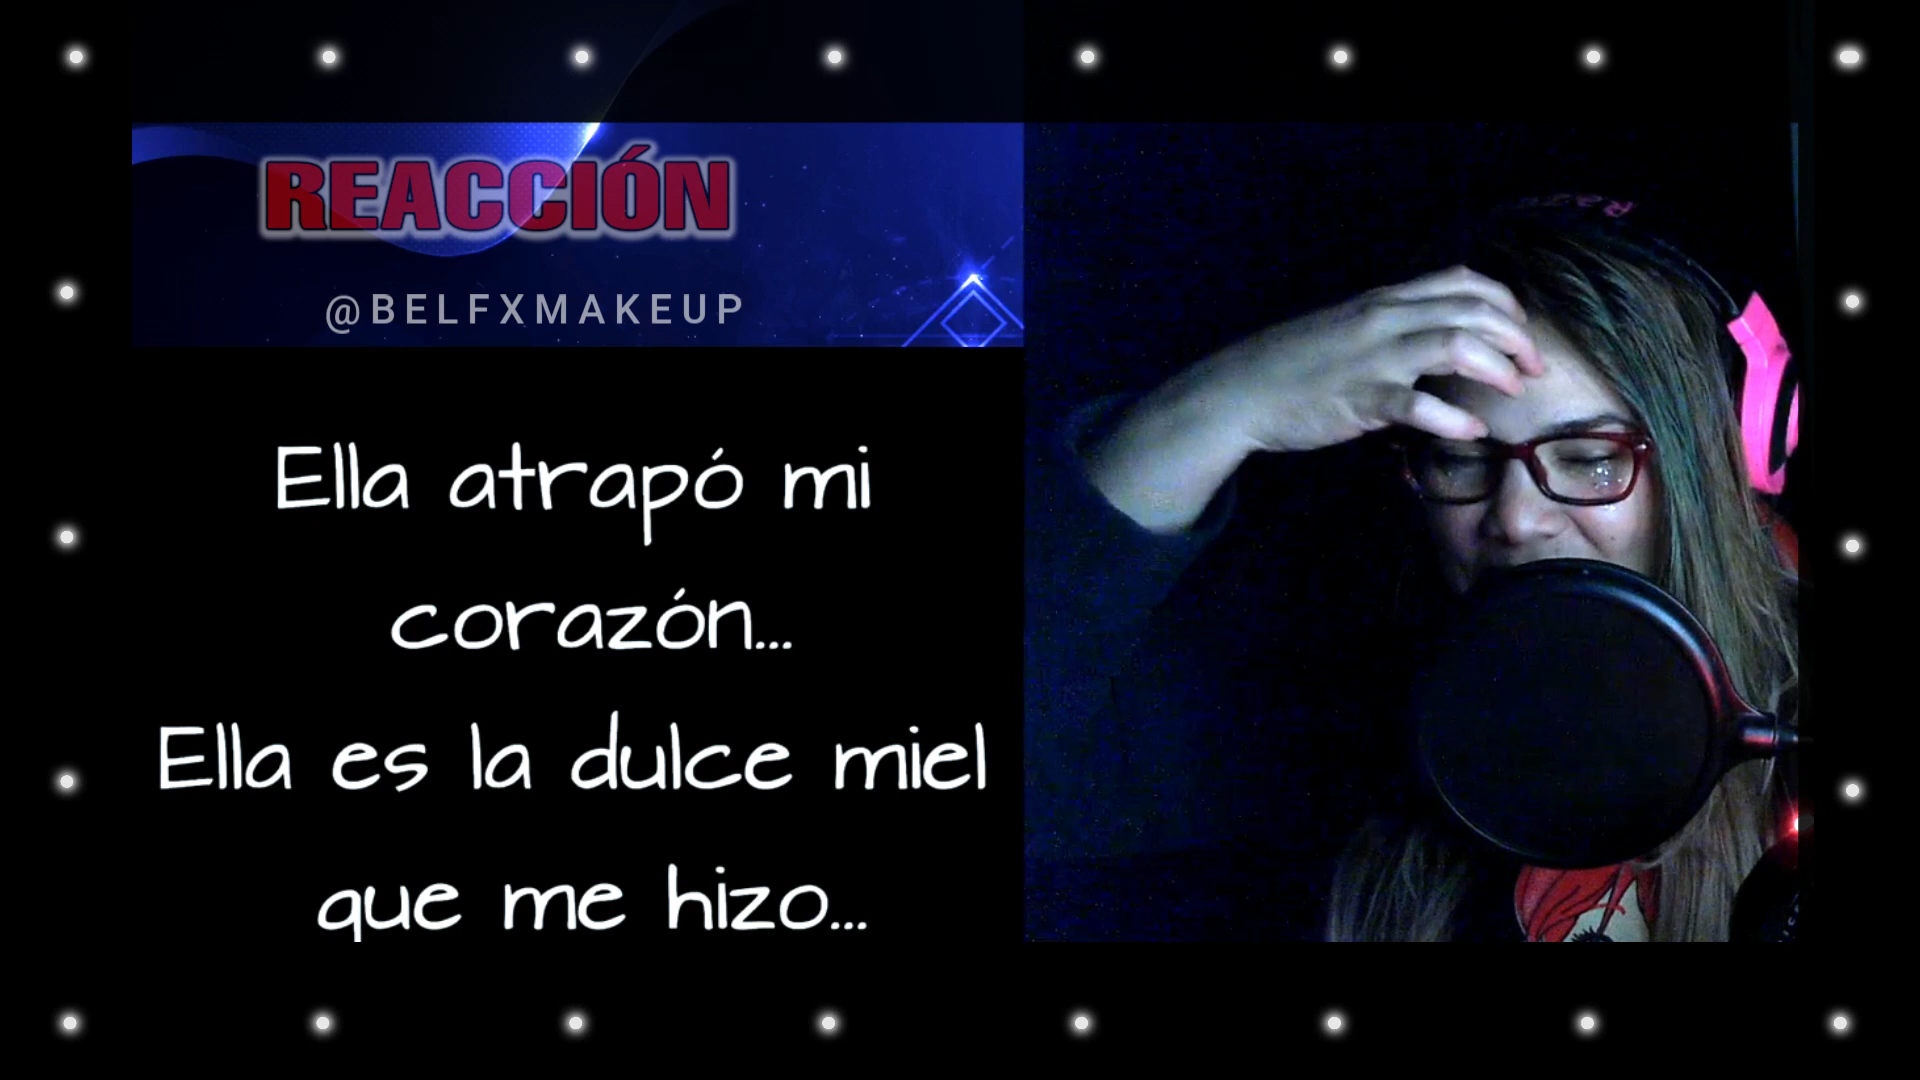 REACCIÓN
@BELFXMAKEUP
Ella atrapó mi
corazón...
Ella es la dulce miel
que me hizo...